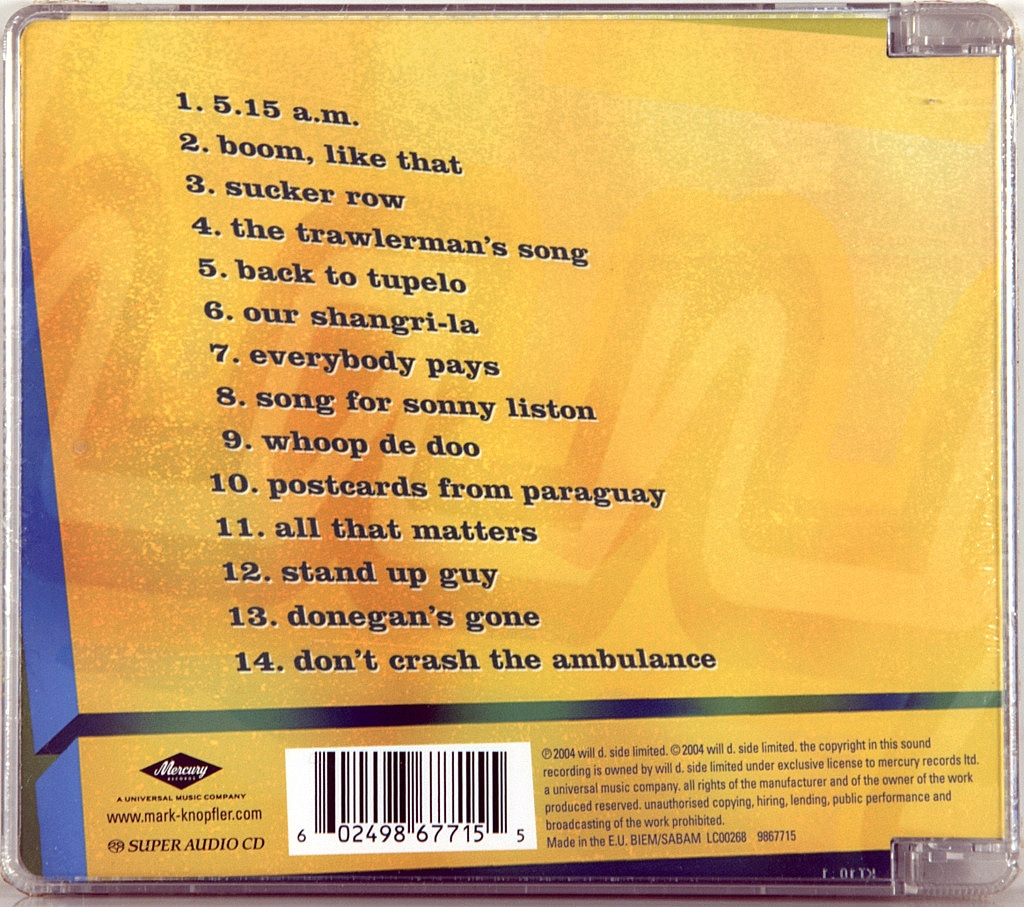 1. 5.15 a.m.
2. boom, like that
3. sucker row
4. the trawlerman's song
5. back to tupelo
6. our shangri-la
7. everybody pays
8. song for sonny liston
9. whoop de doo
10. postcards from paraguay
11. all that matters
12. stand up guy
13. donegan's gone
14. don't crash the ambulance
Mercury
RECORDS
A UNIVERSAL MUSIC COMPANY
www.mark-knopfler.com
SUPER AUDIO CD
6 02498 67715 5
℗2004 will d. side limited. ©2004 will d. side limited. the copyright in this sound
recording is owned by will d. side limited under exclusive license to mercury records ltd.
a universal music company. all rights of the manufacturer and of the owner of the work
produced reserved. unauthorised copying, hiring, lending, public performance and
broadcasting of the work prohibited.
Made in the E.U. BIEM/SABAM LC00268 9867715